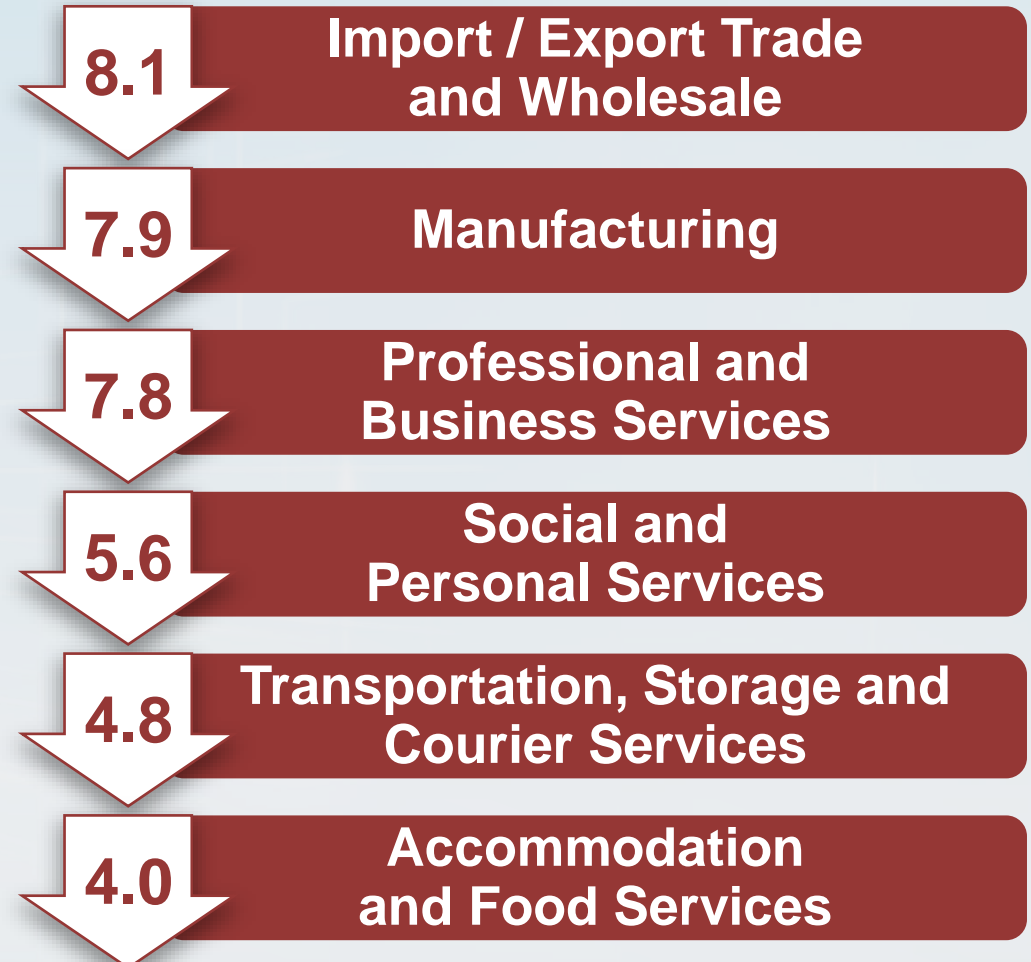 8.1
Import / Export Trade
and Wholesale
7.9
Manufacturing
7.8
Professional and
Business Services
5.6
Social and
Personal Services
4.8
Transportation, Storage and
Courier Services
4.0
Accommodation
and Food Services